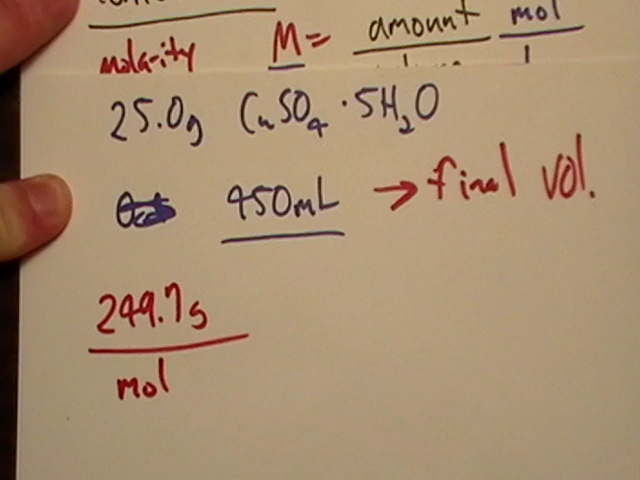 molarity M= amount mol
25.0g CuSO4 · 5H2O
450mL → final vol.
249.7g
mol